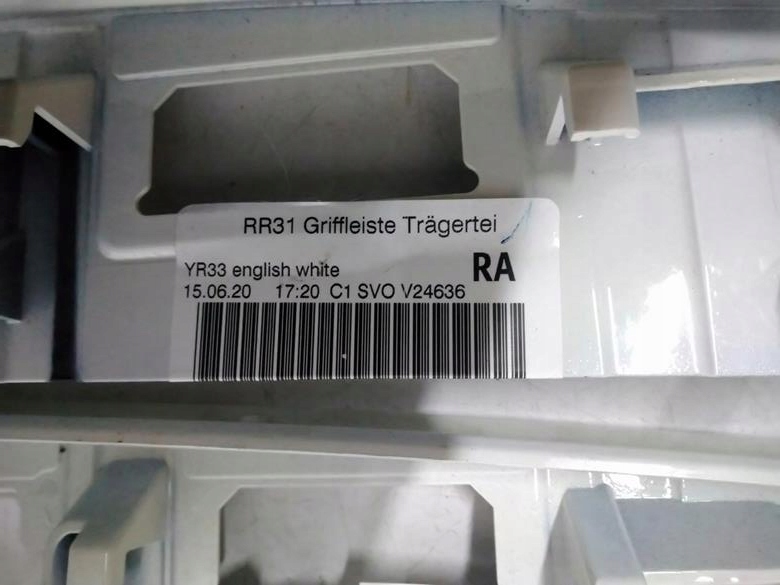 RR31 Griffleiste Trägertei
YR33 english white RA
15.06.20 17:20 C1 SVO V24636